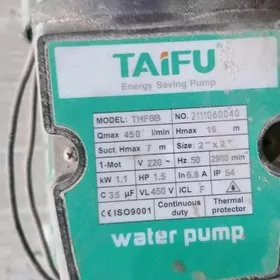 TAIFU
Energy Saving Pump
MODEL: THF6B NO. 2111060040
Qmax 450 l/min Hmax 16 m
Suct Hmax 7 m Size: 2" x 2"
1-Mot V 220~ Hz 50 2900 min
kW 1.1 HP 1.5 In 6.8 A IP 54
C 35 µF VL 450 V ICL F
CE ISO9001 Continuous duty Thermal protector
water pump